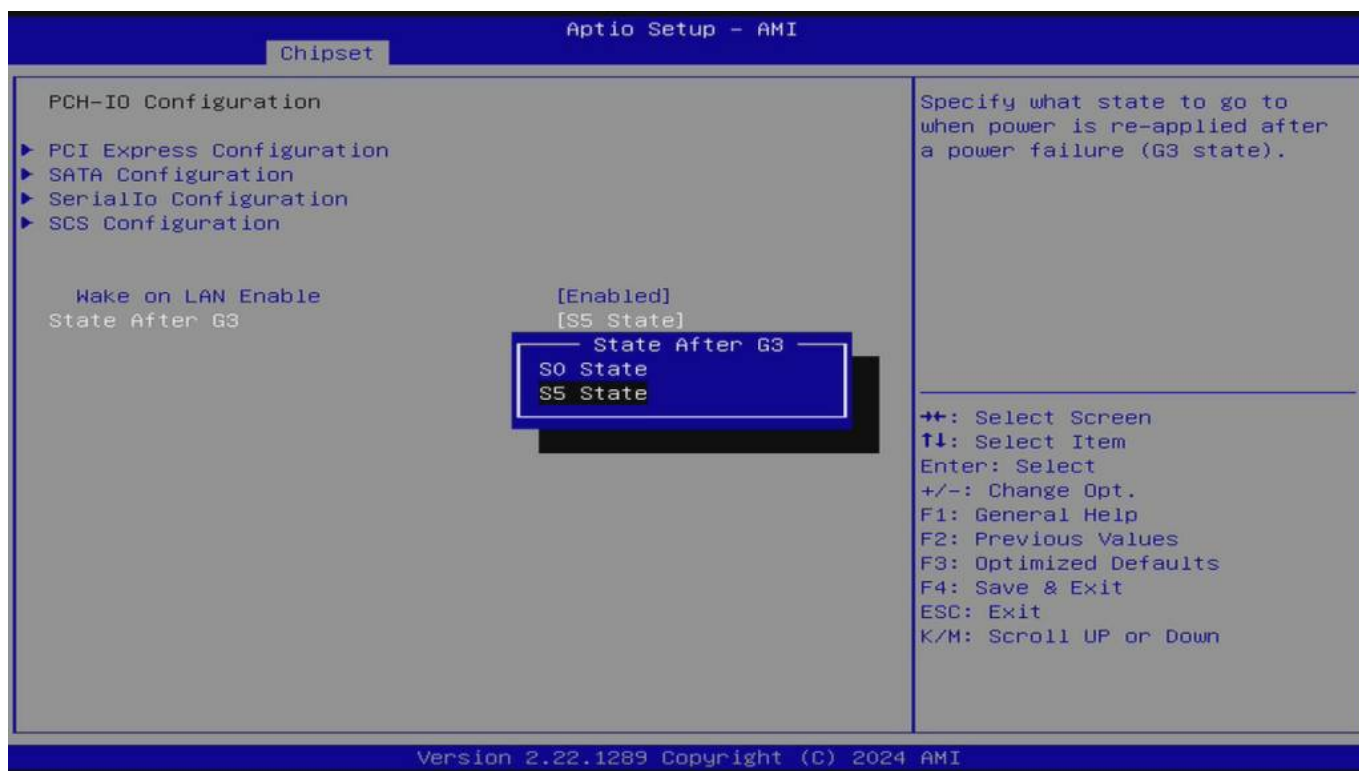 Aptio Setup - AMI
Chipset
PCH-IO Configuration
PCI Express Configuration
SATA Configuration
SerialIo Configuration
SCS Configuration
Wake on LAN Enable [Enabled]
State After G3 [S5 State]
State After G3
S0 State
S5 State
Specify what state to go to
when power is re-applied after
a power failure (G3 state).
→←: Select Screen
↑↓: Select Item
Enter: Select
+/-: Change Opt.
F1: General Help
F2: Previous Values
F3: Optimized Defaults
F4: Save & Exit
ESC: Exit
K/M: Scroll UP or Down
Version 2.22.1289 Copyright (C) 2024 AMI